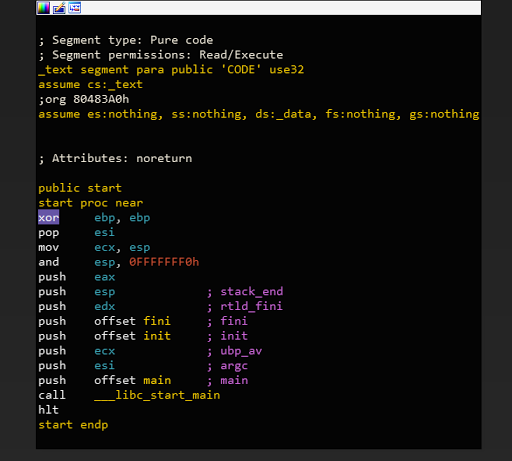 ; Segment type: Pure code
; Segment permissions: Read/Execute
_text segment para public 'CODE' use32
assume cs:_text
;org 80483A0h
assume es:nothing, ss:nothing, ds:_data, fs:nothing, gs:nothing
; Attributes: noreturn
public start
start proc near
xor ebp, ebp
pop esi
mov ecx, esp
and esp, 0FFFFFFF0h
push eax
push esp ; stack_end
push edx ; rtld_fini
push offset fini ; fini
push offset init ; init
push ecx ; ubp_av
push esi ; argc
push offset main ; main
call ___libc_start_main
hlt
start endp